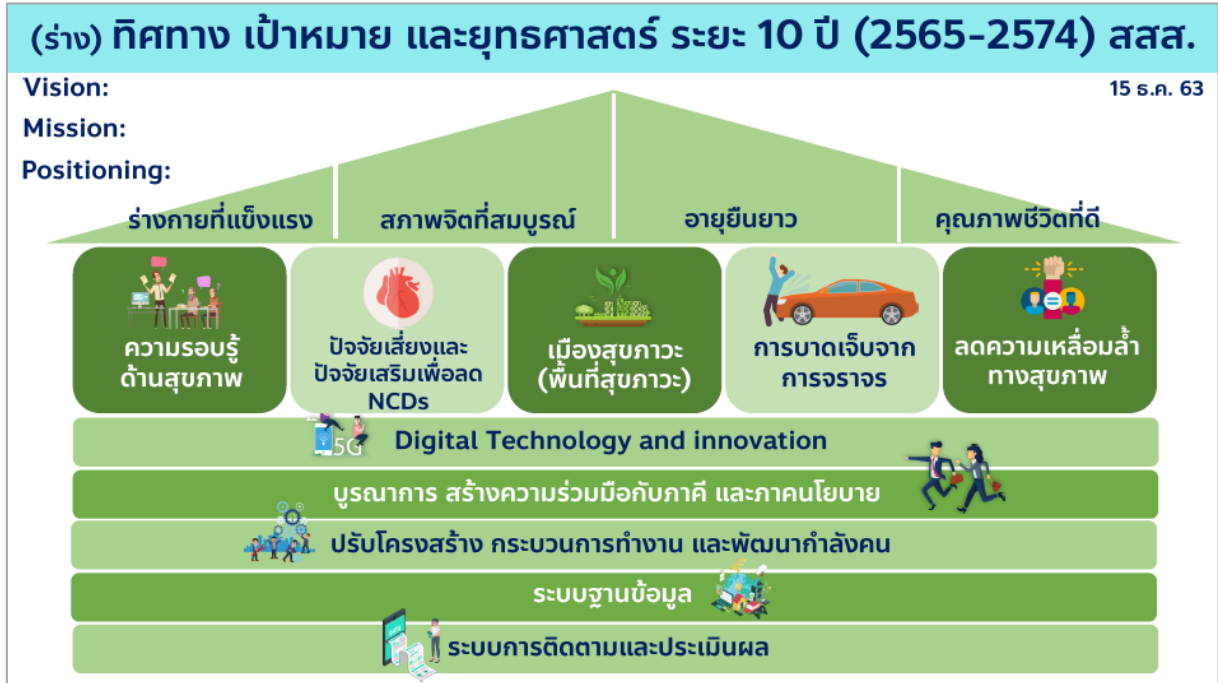 (ร่าง) ทิศทาง เป้าหมาย และยุทธศาสตร์ ระยะ 10 ปี (2565-2574) สสส.
Vision:
15 ธ.ค. 63
Mission:
Positioning:
ร่างกายที่แข็งแรง
สภาพจิตที่สมบูรณ์
อายุยืนยาว
คุณภาพชีวิตที่ดี
ความรอบรู้
ด้านสุขภาพ
ปัจจัยเสี่ยงและ
ปัจจัยเสริมเพื่อลด
NCDs
เมืองสุขภาวะ
(พื้นที่สุขภาวะ)
การบาดเจ็บจาก
การจราจร
ลดความเหลื่อมล้ำ
ทางสุขภาพ
5G
Digital Technology and innovation
บูรณาการ สร้างความร่วมมือกับภาคี และภาคนโยบาย
ปรับโครงสร้าง กระบวนการทำงาน และพัฒนากำลังคน
ระบบฐานข้อมูล
ระบบการติดตามและประเมินผล